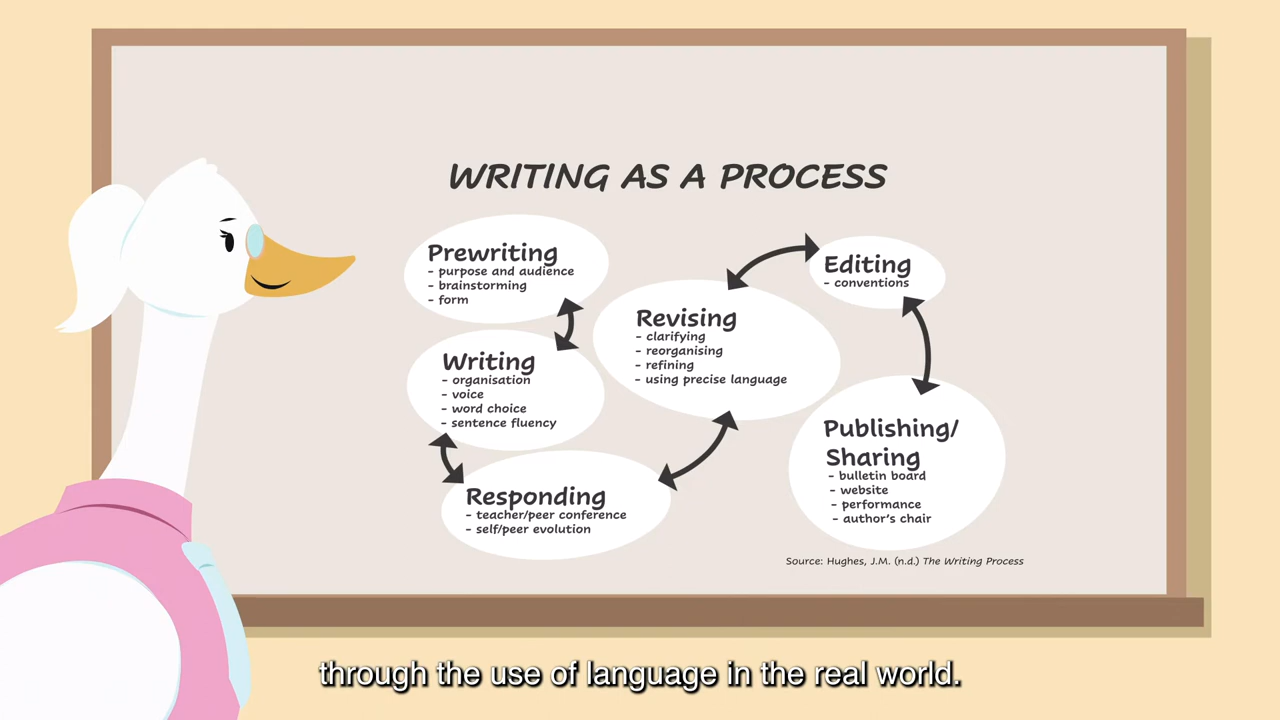 WRITING AS A PROCESS
Prewriting
- purpose and audience
- brainstorming
- form
Writing
- organisation
- voice
- word choice
- sentence fluency
Responding
- teacher/peer conference
- self/peer evolution
Revising
- clarifying
- reorganising
- refining
- using precise language
Editing
- conventions
Publishing/
Sharing
- bulletin board
- website
- performance
- author's chair
Source: Hughes, J.M. (n.d.) The Writing Process
through the use of language in the real world.